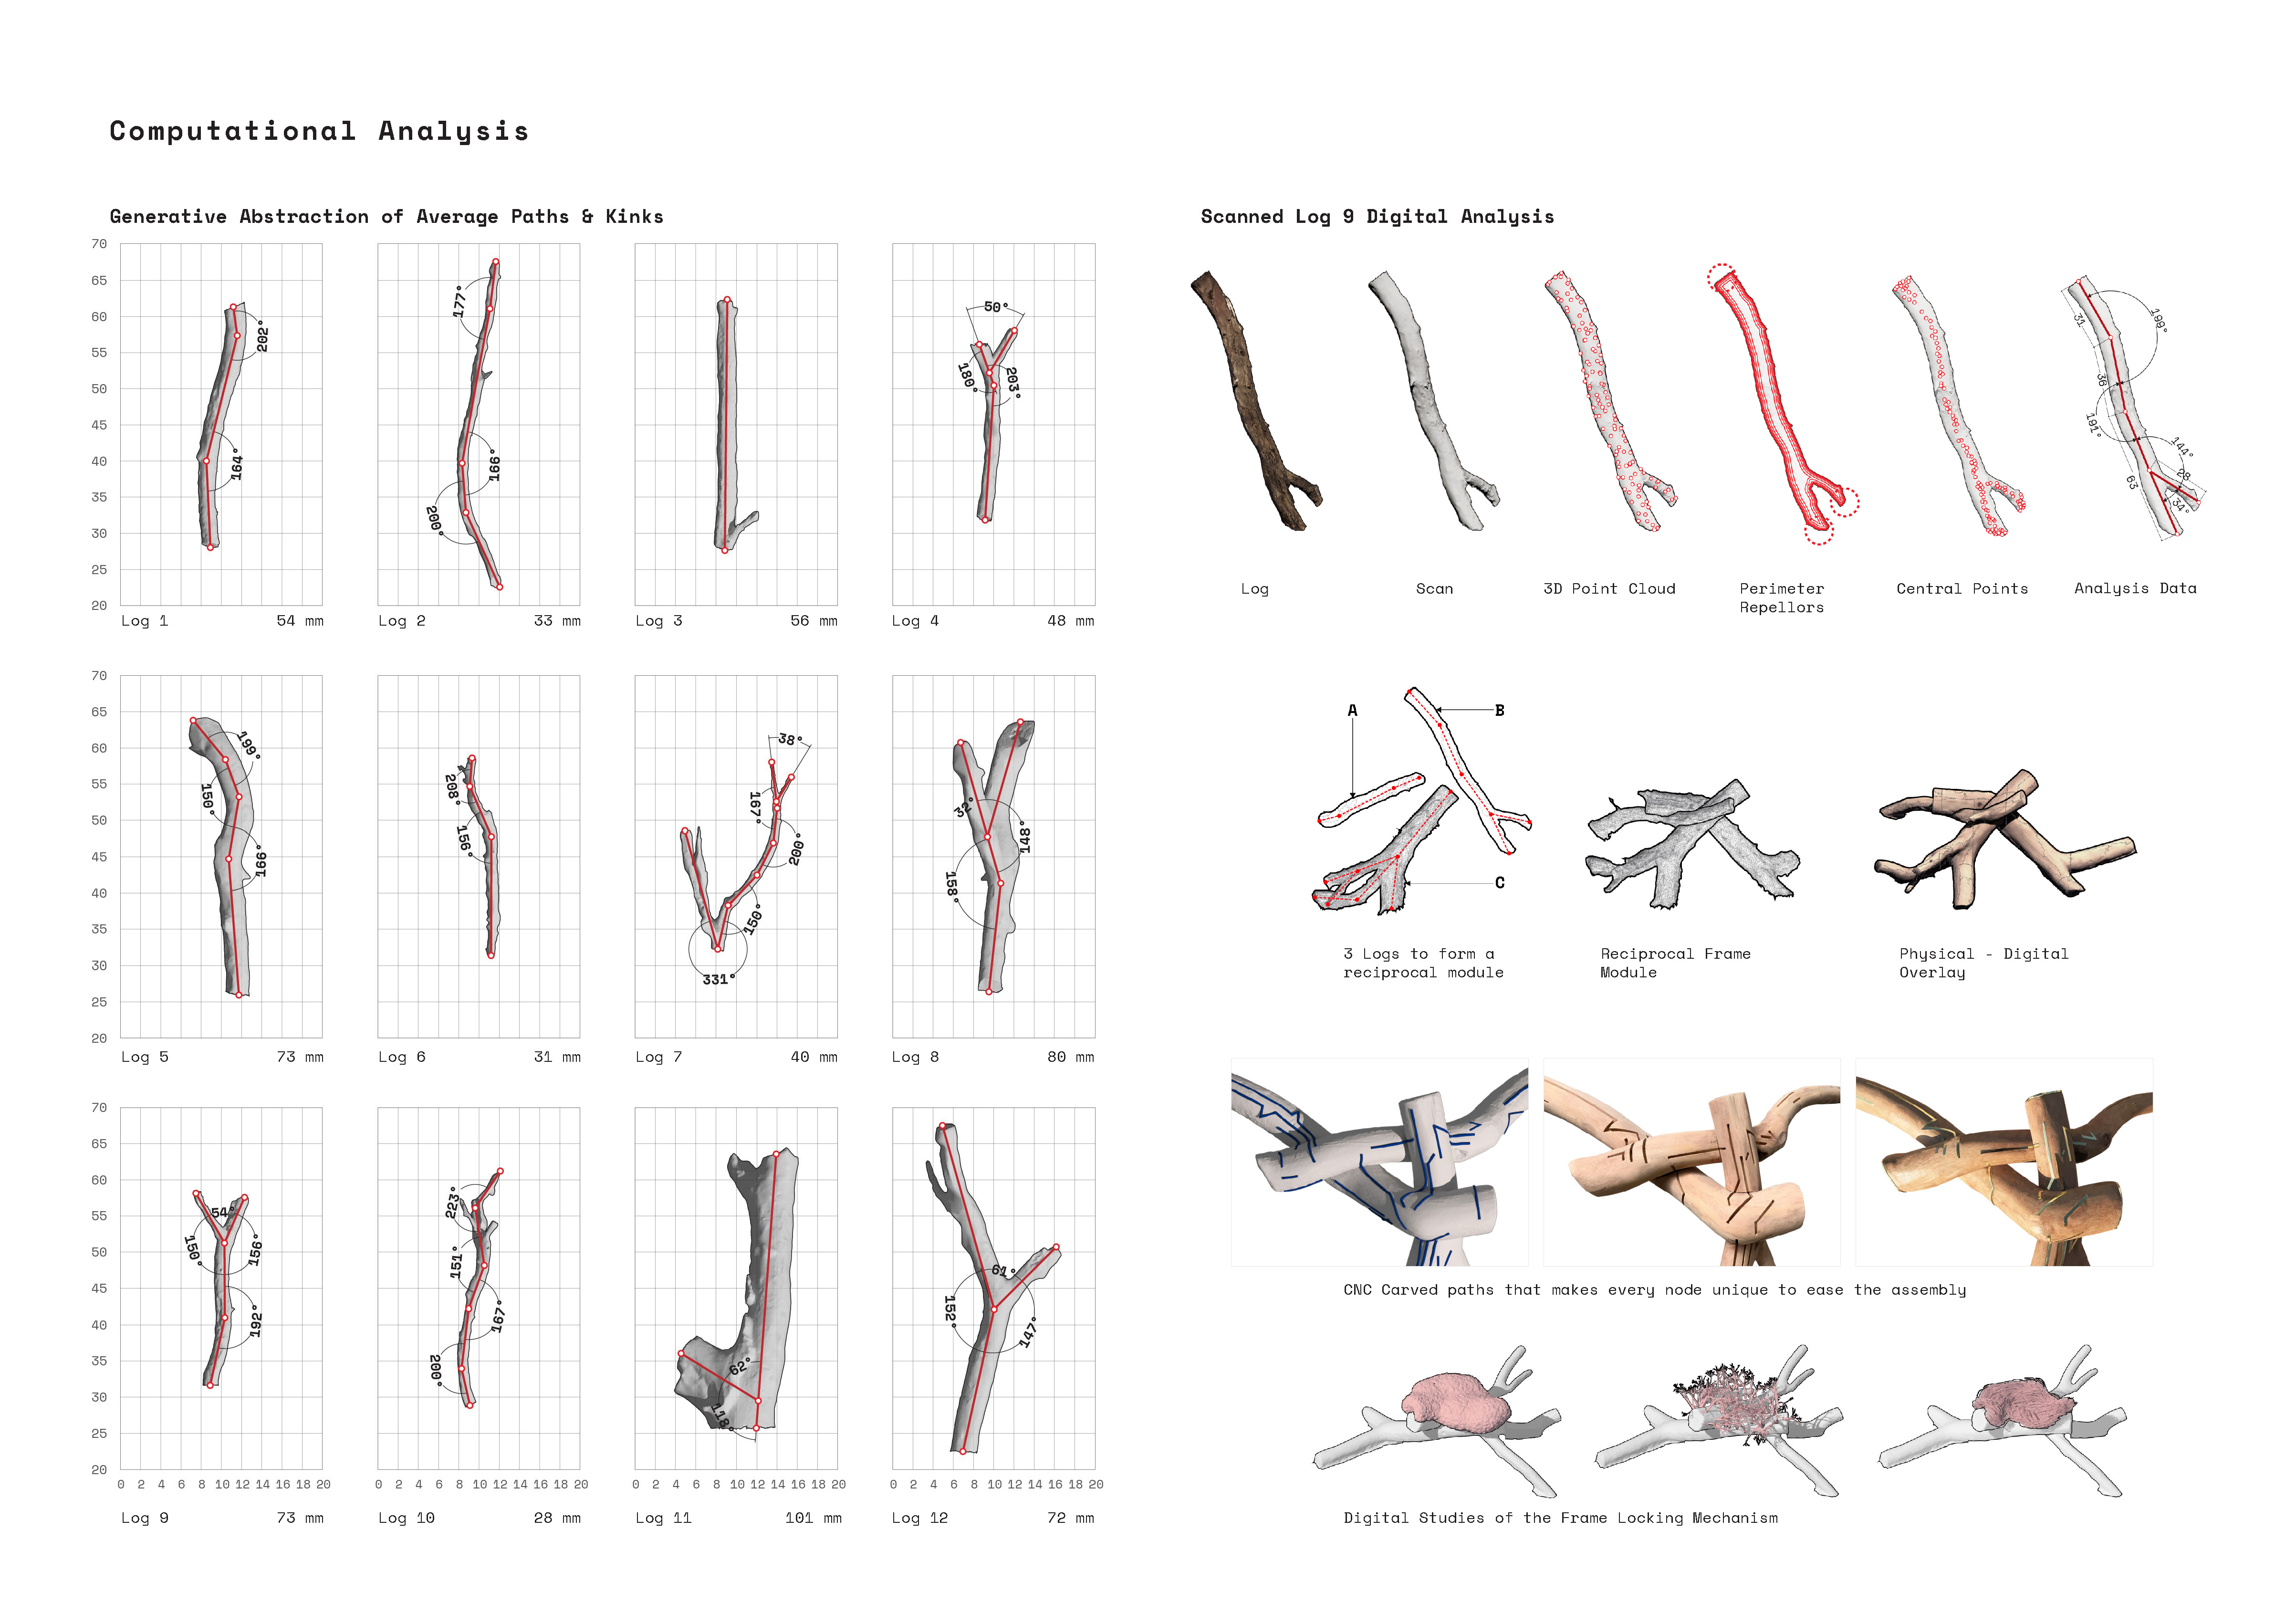 Computational Analysis
Generative Abstraction of Average Paths & Kinks
70
65
60
55
50
45
40
35
30
25
20
202°
164°
Log 1 54 mm
177°
166°
200°
Log 2 33 mm
Log 3 56 mm
50°
180°
203°
Log 4 48 mm
70
65
60
55
50
45
40
35
30
25
20
199°
150°
166°
Log 5 73 mm
208°
156°
Log 6 31 mm
38°
167°
200°
150°
331°
Log 7 40 mm
32°
148°
158°
Log 8 80 mm
70
65
60
55
50
45
40
35
30
25
20
54°
150°
156°
192°
0 2 4 6 8 10 12 14 16 18 20
Log 9 73 mm
223°
151°
167°
200°
0 2 4 6 8 10 12 14 16 18 20
Log 10 28 mm
62°
118°
0 2 4 6 8 10 12 14 16 18 20
Log 11 101 mm
61°
152°
147°
0 2 4 6 8 10 12 14 16 18 20
Log 12 72 mm
Scanned Log 9 Digital Analysis
31
199°
36
191°
144°
28
63
34°
Log
Scan
3D Point Cloud
Perimeter
Repellors
Central Points
Analysis Data
A
B
C
3 Logs to form a
reciprocal module
Reciprocal Frame
Module
Physical - Digital
Overlay
CNC Carved paths that makes every node unique to ease the assembly
Digital Studies of the Frame Locking Mechanism